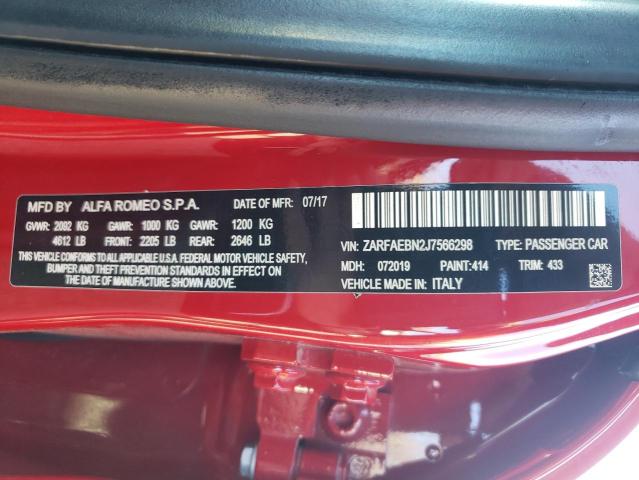 MFD BY ALFA ROMEO S.P.A. DATE OF MFR: 07/17
GVWR: 2092 KG GAWR: 1000 KG GAWR: 1200 KG
4612 LB FRONT: 2205 LB REAR: 2646 LB
THIS VEHICLE CONFORMS TO ALL APPLICABLE U.S.A. FEDERAL MOTOR VEHICLE SAFETY,
BUMPER AND THEFT PREVENTION STANDARDS IN EFFECT ON
THE DATE OF MANUFACTURE SHOWN ABOVE.
VIN: ZARFAEBN2J7566298 TYPE: PASSENGER CAR
MDH: 072019 PAINT: 414 TRIM: 433
VEHICLE MADE IN: ITALY